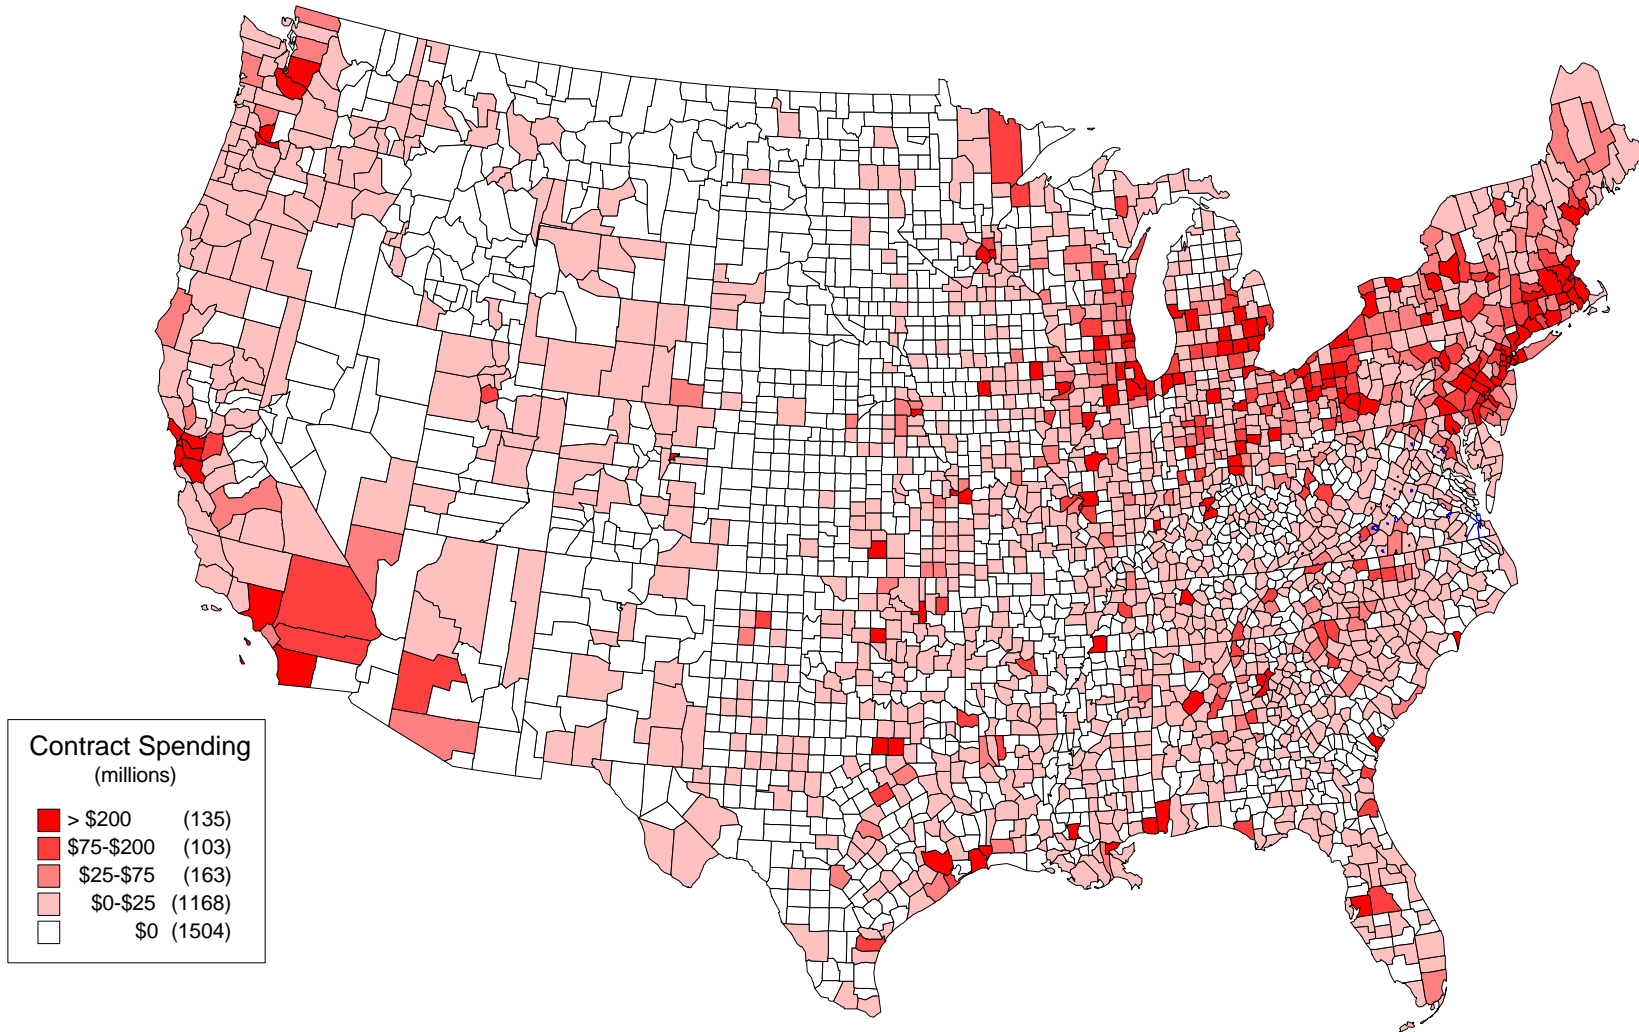 Contract Spending
(millions)
> $200 (135)
$75-$200 (103)
$25-$75 (163)
$0-$25 (1168)
$0 (1504)